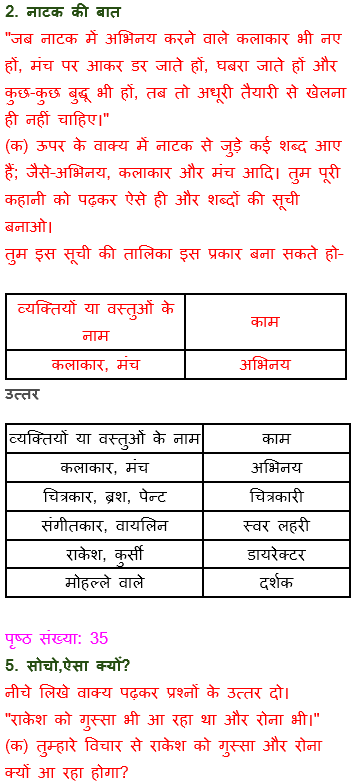 2. नाटक की बात
"जब नाटक में अभिनय करने वाले कलाकार भी नए
हों, मंच पर आकर डर जाते हों, घबरा जाते हों और
कुछ-कुछ बुद्धू भी हों, तब तो अधूरी तैयारी से खेलना
ही नहीं चाहिए।"
(क) ऊपर के वाक्य में नाटक से जुड़े कई शब्द आए
हैं; जैसे-अभिनय, कलाकार और मंच आदि। तुम पूरी
कहानी को पढ़कर ऐसे ही और शब्दों की सूची
बनाओ।
तुम इस सूची की तालिका इस प्रकार बना सकते हो-
व्यक्तियों या वस्तुओं के
नाम
काम
कलाकार, मंच अभिनय
उत्तर
व्यक्तियों या वस्तुओं के नाम काम
कलाकार, मंच अभिनय
चित्रकार, ब्रश, पेन्ट चित्रकारी
संगीतकार, वायलिन स्वर लहरी
राकेश, कुर्सी डायरेक्टर
मोहल्ले वाले दर्शक
पृष्ठ संख्या: 35
5. सोचो,ऐसा क्यों?
नीचे लिखे वाक्य पढ़कर प्रश्नों के उत्तर दो।
"राकेश को गुस्सा भी आ रहा था और रोना भी।"
(क) तुम्हारे विचार से राकेश को गुस्सा और रोना
क्यों आ रहा होगा?